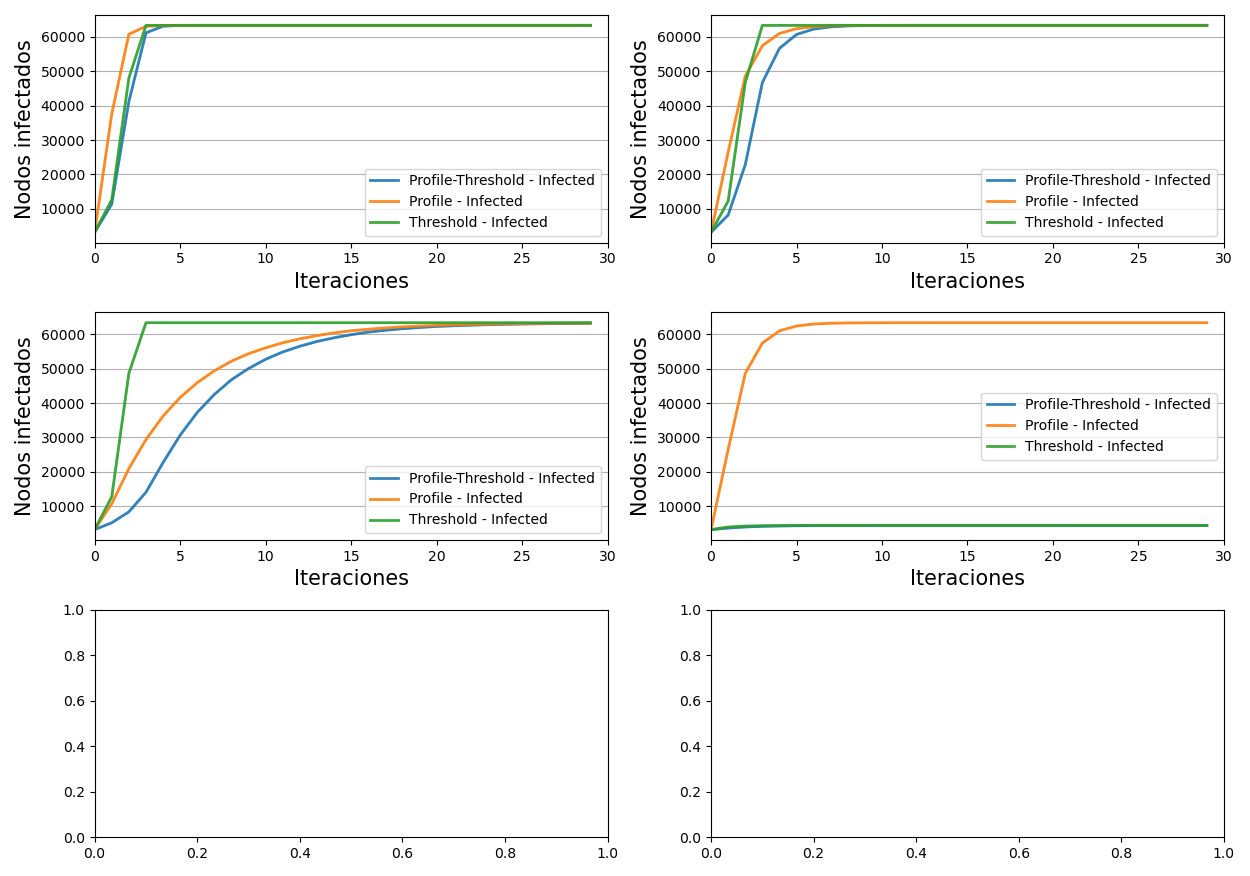 Nodos infectados
60000
50000
40000
30000
20000
10000
Profile-Threshold - Infected
Profile - Infected
Threshold - Infected
0 5 10 15 20 25 30
Iteraciones
Nodos infectados
60000
50000
40000
30000
20000
10000
Profile-Threshold - Infected
Profile - Infected
Threshold - Infected
0 5 10 15 20 25 30
Iteraciones
Nodos infectados
60000
50000
40000
30000
20000
10000
Profile-Threshold - Infected
Profile - Infected
Threshold - Infected
0 5 10 15 20 25 30
Iteraciones
Nodos infectados
60000
50000
40000
30000
20000
10000
Profile-Threshold - Infected
Profile - Infected
Threshold - Infected
0 5 10 15 20 25 30
Iteraciones
1.0
0.8
0.6
0.4
0.2
0.0
0.0 0.2 0.4 0.6 0.8 1.0
1.0
0.8
0.6
0.4
0.2
0.0
0.0 0.2 0.4 0.6 0.8 1.0